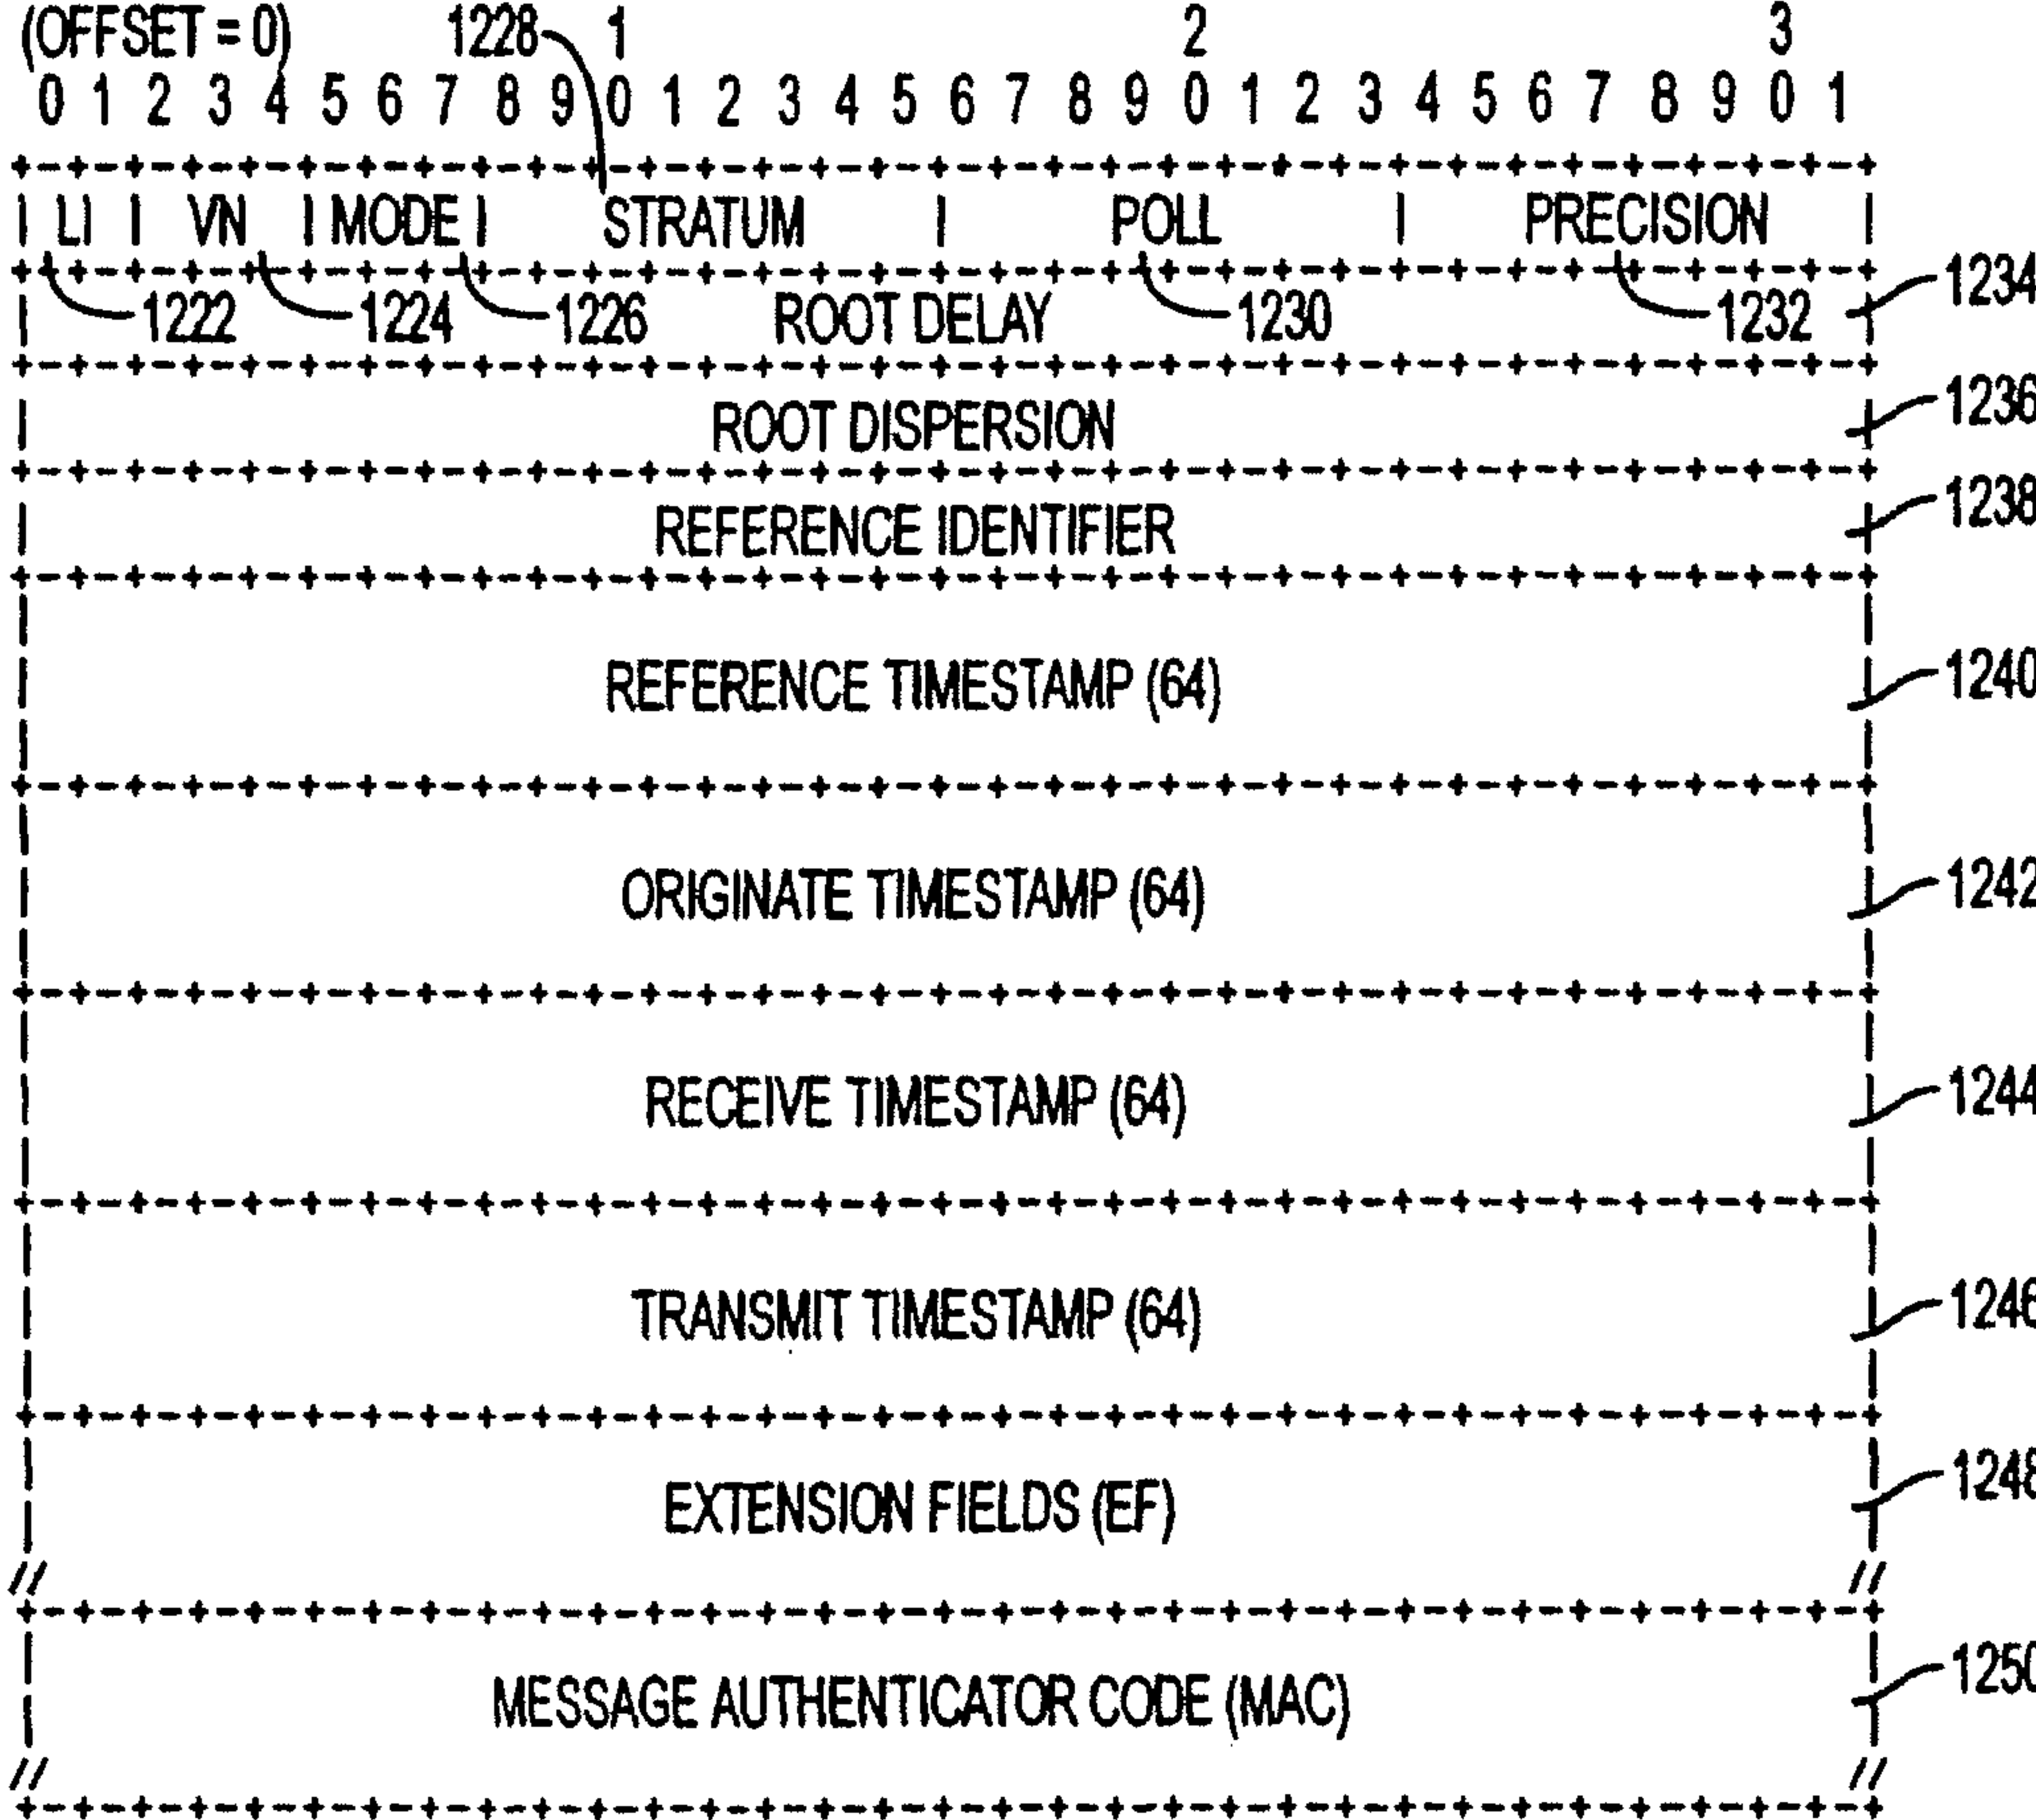 (OFFSET = 0) 1228 1 2 3
0 1 2 3 4 5 6 7 8 9 0 1 2 3 4 5 6 7 8 9 0 1 2 3 4 5 6 7 8 9 0 1
+-+-+-+-+-+-+-+-+-+-+-+-+-+-+-+-+-+-+-+-+-+-+-+-+-+-+-+-+-+-+-+-+
| LI | VN | MODE | STRATUM | POLL | PRECISION |
+-+-+-+-+-+-+-+-+-+-+-+-+-+-+-+-+-+-+-+-+-+-+-+-+-+-+-+-+-+-+-+-+
| 1222 1224 1226 ROOT DELAY 1230 1232 | 1234
+-+-+-+-+-+-+-+-+-+-+-+-+-+-+-+-+-+-+-+-+-+-+-+-+-+-+-+-+-+-+-+-+
| ROOT DISPERSION | 1236
+-+-+-+-+-+-+-+-+-+-+-+-+-+-+-+-+-+-+-+-+-+-+-+-+-+-+-+-+-+-+-+-+
| REFERENCE IDENTIFIER | 1238
+-+-+-+-+-+-+-+-+-+-+-+-+-+-+-+-+-+-+-+-+-+-+-+-+-+-+-+-+-+-+-+-+
| REFERENCE TIMESTAMP (64) | 1240
+-+-+-+-+-+-+-+-+-+-+-+-+-+-+-+-+-+-+-+-+-+-+-+-+-+-+-+-+-+-+-+-+
| ORIGINATE TIMESTAMP (64) | 1242
+-+-+-+-+-+-+-+-+-+-+-+-+-+-+-+-+-+-+-+-+-+-+-+-+-+-+-+-+-+-+-+-+
| RECEIVE TIMESTAMP (64) | 1244
+-+-+-+-+-+-+-+-+-+-+-+-+-+-+-+-+-+-+-+-+-+-+-+-+-+-+-+-+-+-+-+-+
| TRANSMIT TIMESTAMP (64) | 1246
+-+-+-+-+-+-+-+-+-+-+-+-+-+-+-+-+-+-+-+-+-+-+-+-+-+-+-+-+-+-+-+-+
| EXTENSION FIELDS (EF) | 1248
// //
+-+-+-+-+-+-+-+-+-+-+-+-+-+-+-+-+-+-+-+-+-+-+-+-+-+-+-+-+-+-+-+-+
| MESSAGE AUTHENTICATOR CODE (MAC) | 1250
// //
+-+-+-+-+-+-+-+-+-+-+-+-+-+-+-+-+-+-+-+-+-+-+-+-+-+-+-+-+-+-+-+-+